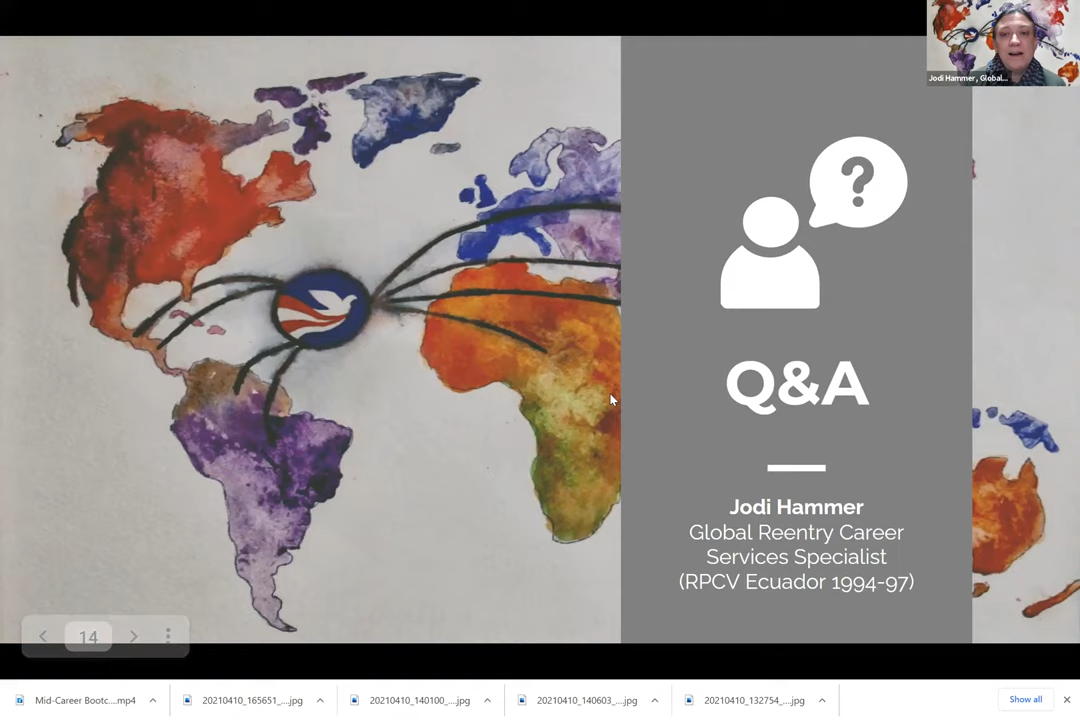 Jodi Hammer, Global...
?
Q&A
Jodi Hammer
Global Reentry Career
Services Specialist
(RPCV Ecuador 1994-97)
14
Mid-Career Bootc....mp4
20210410_165651_...jpg
20210410_140100_...jpg
20210410_140603_...jpg
20210410_132754_...jpg
Show all